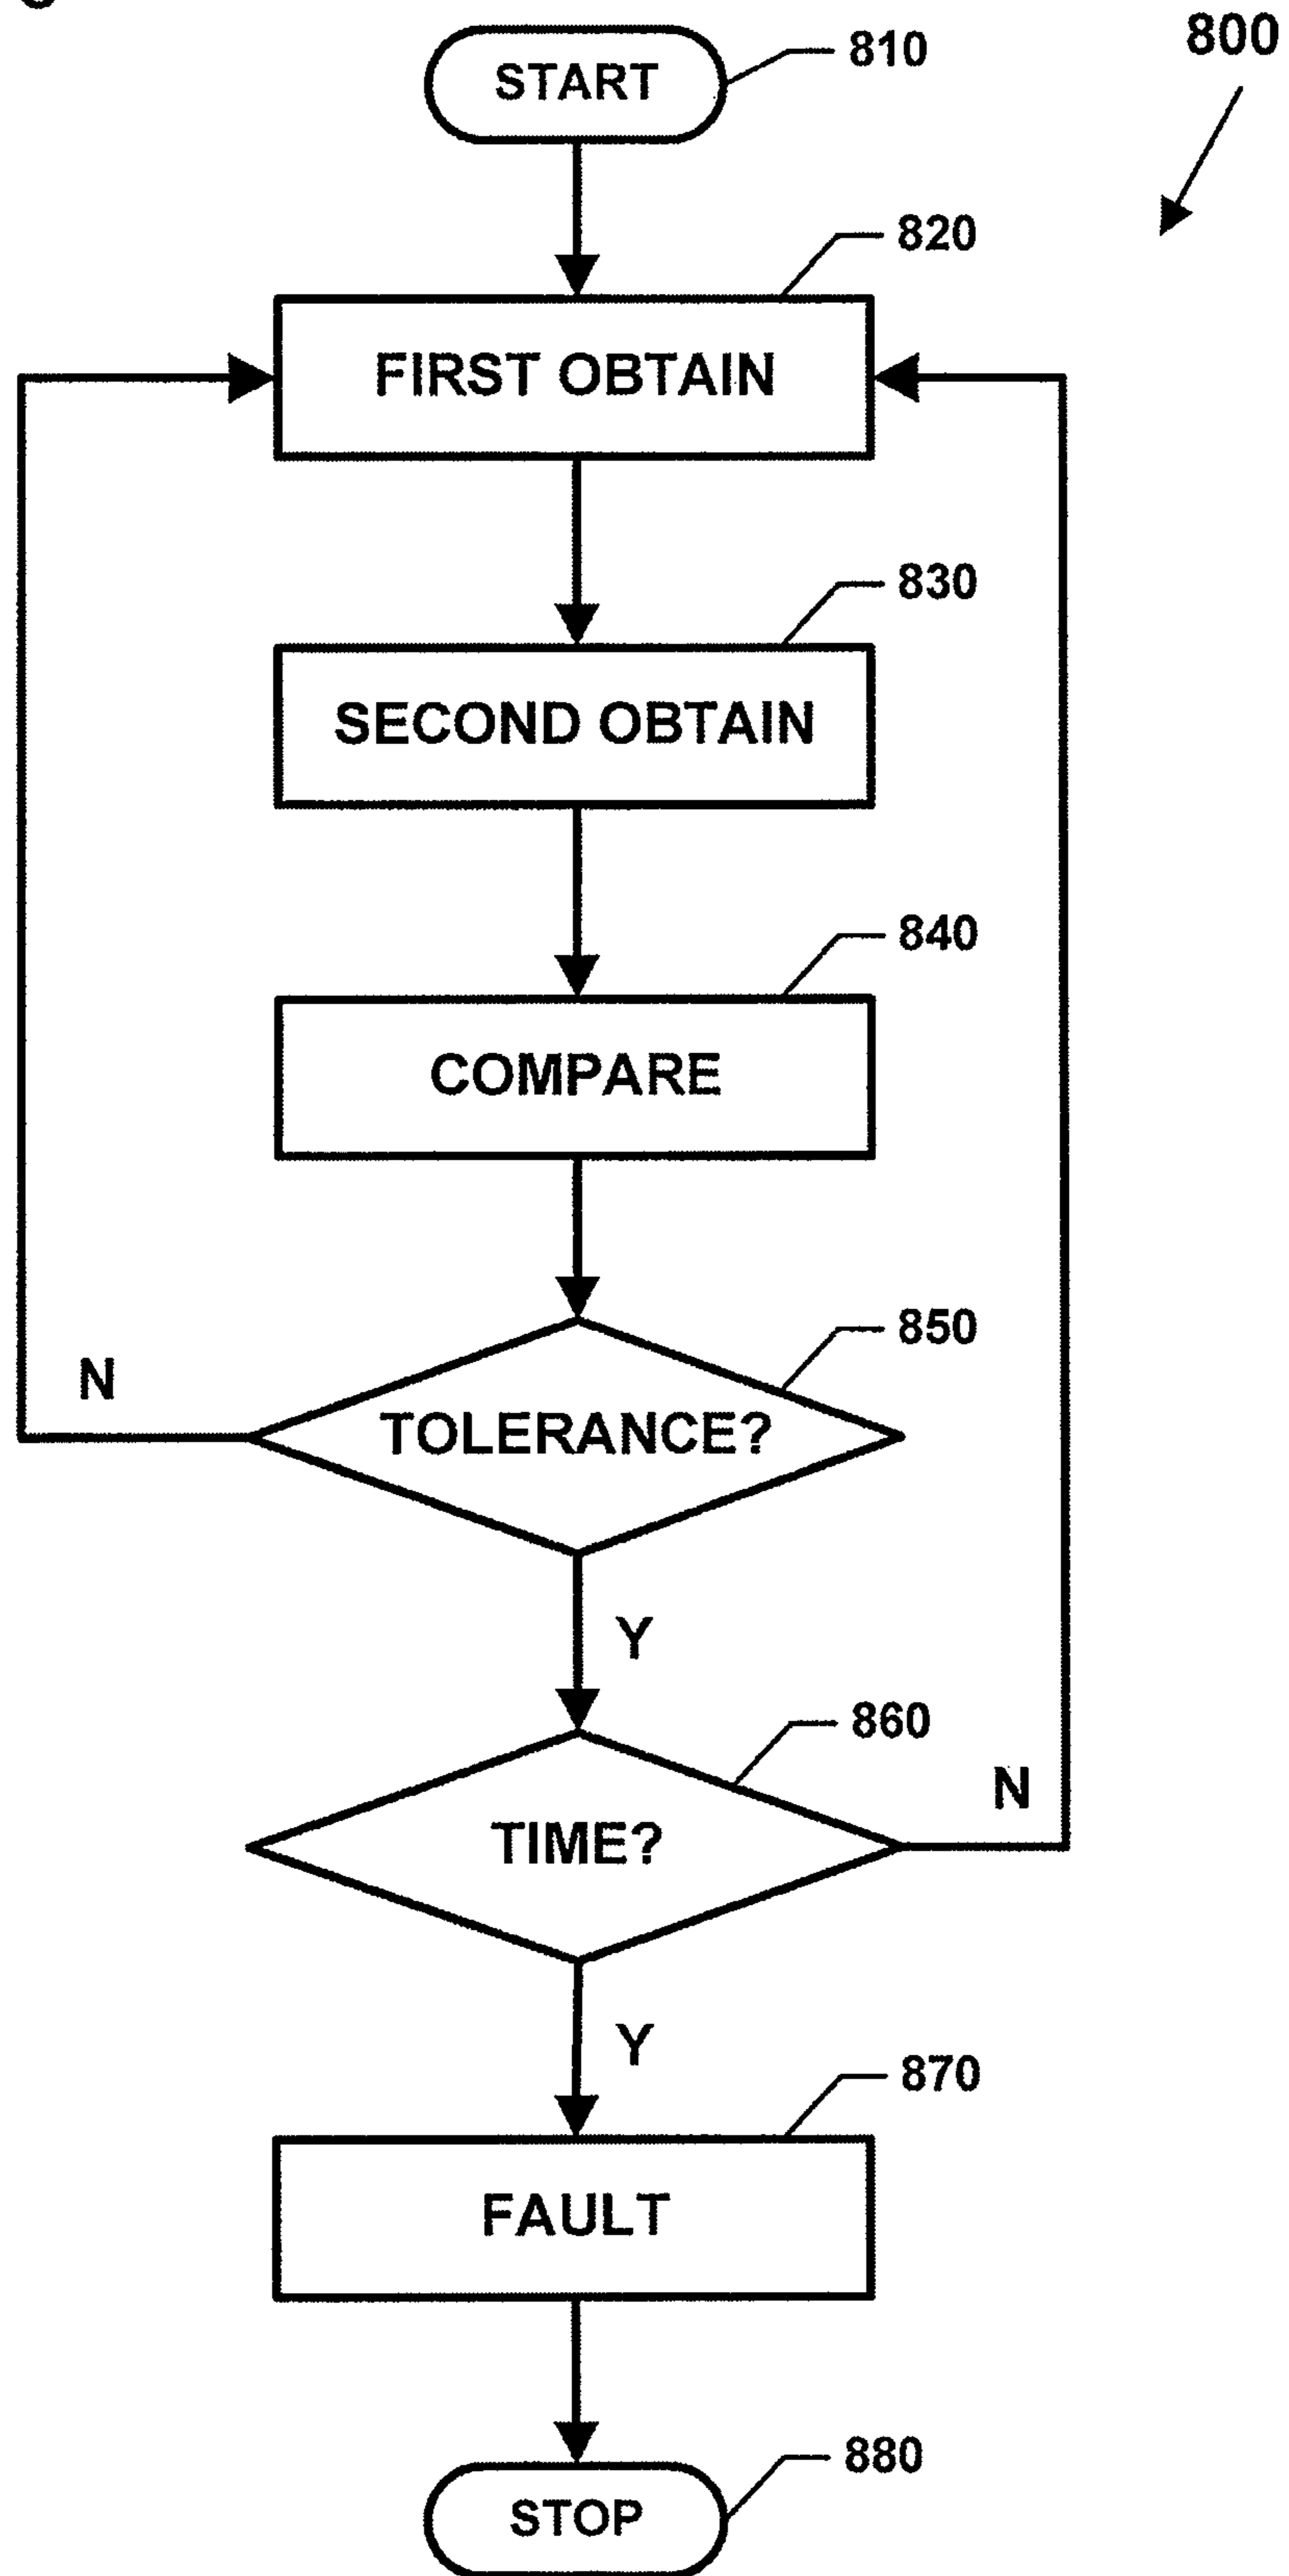 800
START
810
820
FIRST OBTAIN
830
SECOND OBTAIN
840
COMPARE
850
N
TOLERANCE?
Y
860
N
TIME?
Y
870
FAULT
880
STOP